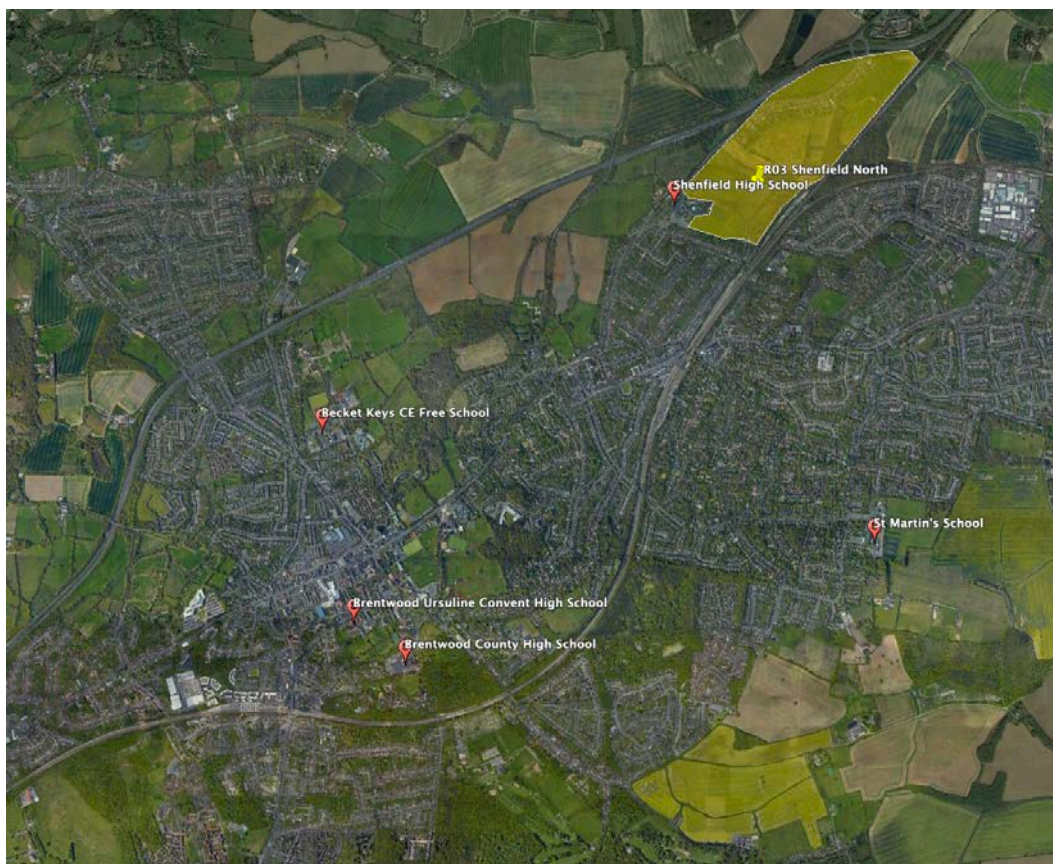 R03 Shenfield North
Shenfield High School
Becket Keys CE Free School
St Martin's School
Brentwood Ursuline Convent High School
Brentwood County High School